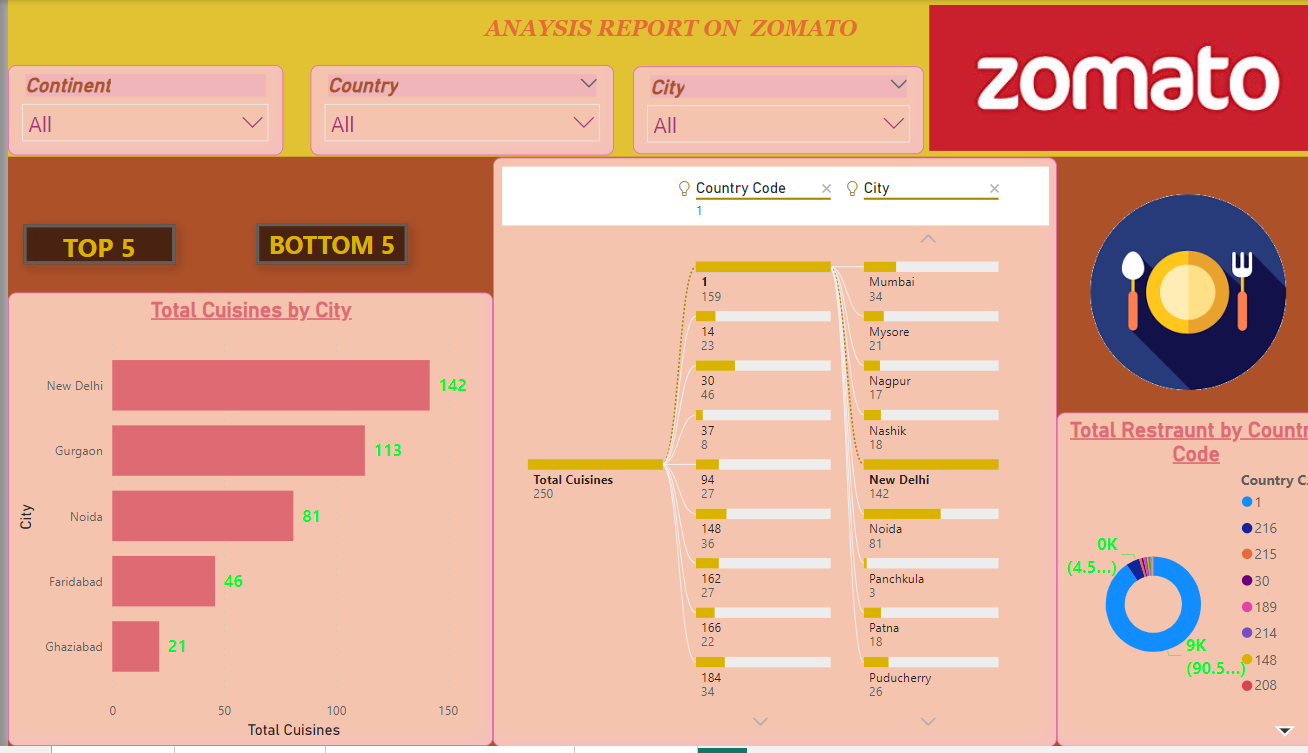 ANAYSIS REPORT ON ZOMATO
zomato
Continent
All
Country
All
City
All
TOP 5
BOTTOM 5
Total Cuisines by City
City
New Delhi
142
Gurgaon
113
Noida
81
Faridabad
46
Ghaziabad
21
0
50
100
150
Total Cuisines
Country Code
1
City
Total Cuisines
250
1
159
14
23
30
46
37
8
94
27
148
36
162
27
166
22
184
34
Mumbai
34
Mysore
21
Nagpur
17
Nashik
18
New Delhi
142
Noida
81
Panchkula
3
Patna
18
Puducherry
26
Total Restraunt by Countr
Code
Country C...
1
216
215
30
189
214
148
208
0K
(4.5...)
9K
(90.5...)